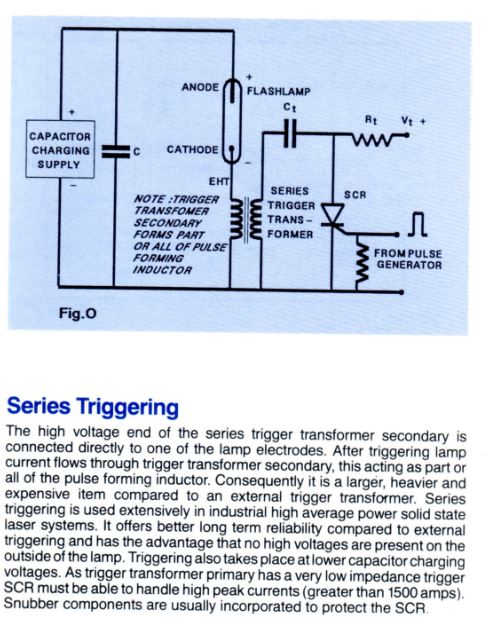 ANODE
+
FLASHLAMP
Ct
Rt
Vt +
+
CAPACITOR
CHARGING
SUPPLY
−
C
CATHODE
−
EHT
NOTE :TRIGGER
TRANSFOMER
SECONDARY
FORMS PART
OR ALL OF PULSE
FORMING
INDUCTOR
SERIES
TRIGGER
TRANS –
FORMER
SCR
FROM PULSE
GENERATOR
Fig.O
Series Triggering
The high voltage end of the series trigger transformer secondary is
connected directly to one of the lamp electrodes. After triggering lamp
current flows through trigger transformer secondary, this acting as part or
all of the pulse forming inductor. Consequently it is a larger, heavier and
expensive item compared to an external trigger transformer. Series
triggering is used extensively in industrial high average power solid state
laser systems. It offers better long term reliability compared to external
triggering and has the advantage that no high voltages are present on the
outside of the lamp. Triggering also takes place at lower capacitor charging
voltages. As trigger transformer primary has a very low impedance trigger
SCR must be able to handle high peak currents (greater than 1500 amps).
Snubber components are usually incorporated to protect the SCR.